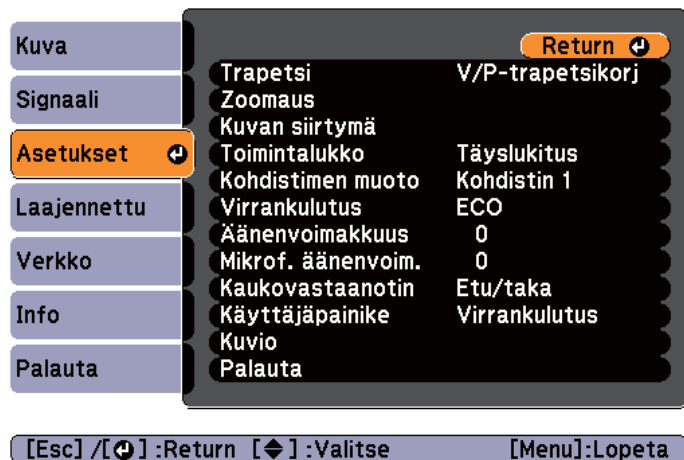 Kuva
Signaali
Asetukset
Laajennettu
Verkko
Info
Palauta
Return
Trapetsi V/P-trapetsikorj
Zoomaus
Kuvan siirtymä
Toimintalukko Täyslukitus
Kohdistimen muoto Kohdistin 1
Virrankulutus ECO
Äänenvoimakkuus 0
Mikrof. äänenvoim. 0
Kaukovastaanotin Etu/taka
Käyttäjäpainike Virrankulutus
Kuvio
Palauta
[Esc] /[ ] :Return [ ] :Valitse [Menu]:Lopeta